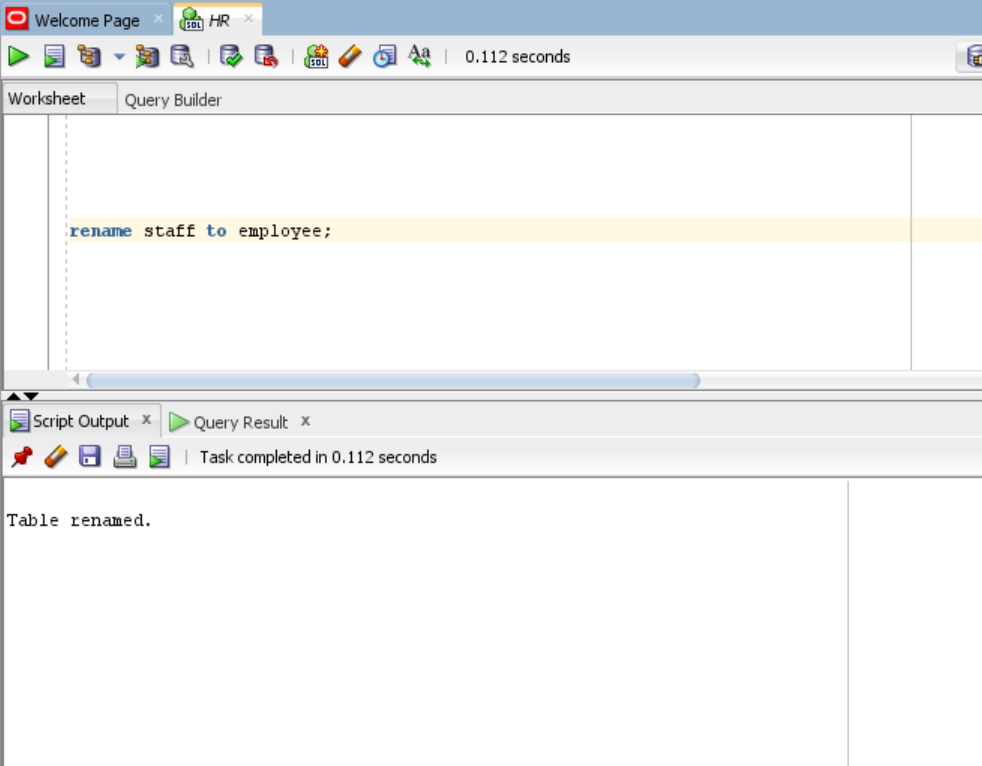 Welcome Page
SQL HR
0.112 seconds
Worksheet
Query Builder
rename staff to employee;
Script Output
Query Result
Task completed in 0.112 seconds
Table renamed.